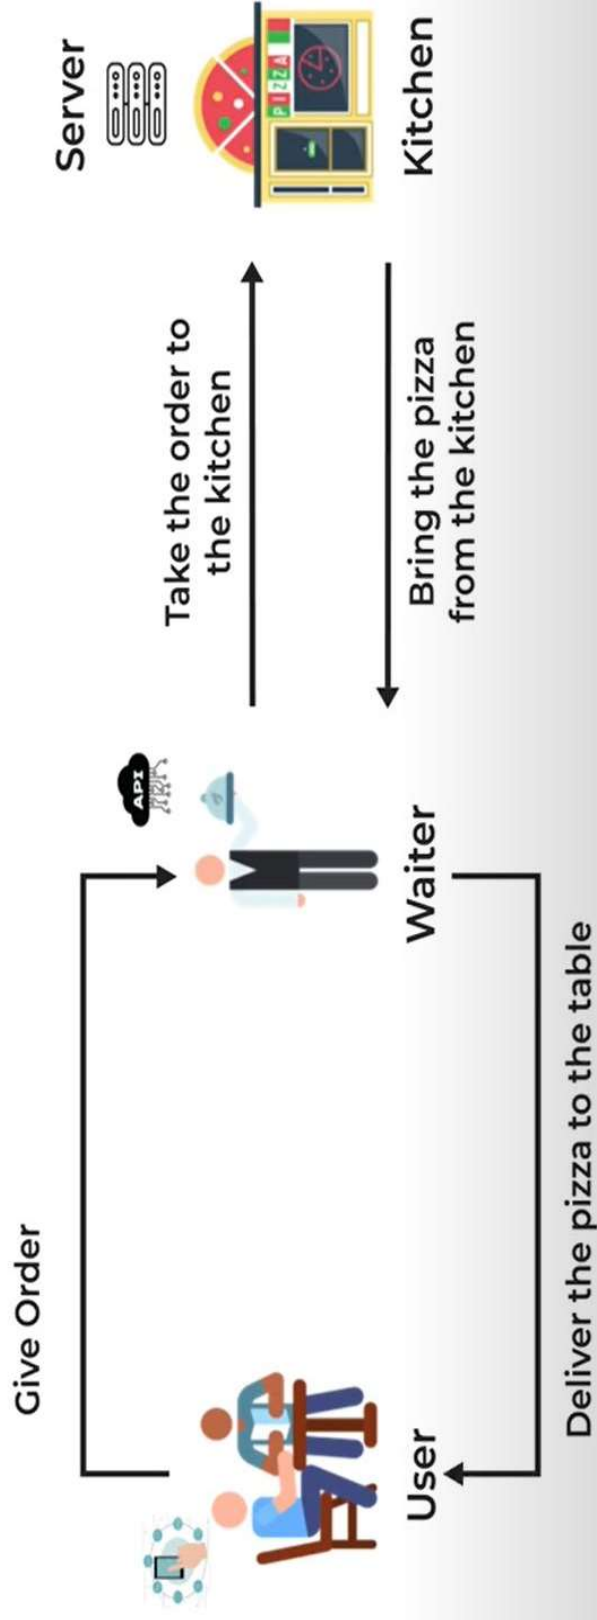 Give Order
API
Server
Take the order to
the kitchen
PIZZA
User
Waiter
Kitchen
Bring the pizza
from the kitchen
Deliver the pizza to the table